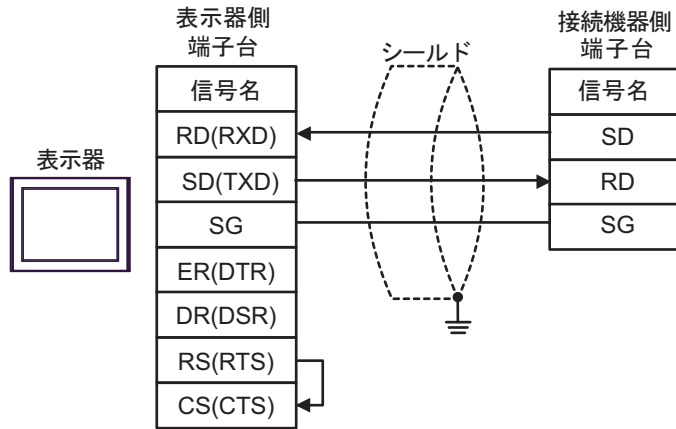 表示器側
端子台
信号名
RD(RXD)
SD(TXD)
SG
ER(DTR)
DR(DSR)
RS(RTS)
CS(CTS)
表示器
シールド
接続機器側
端子台
信号名
SD
RD
SG